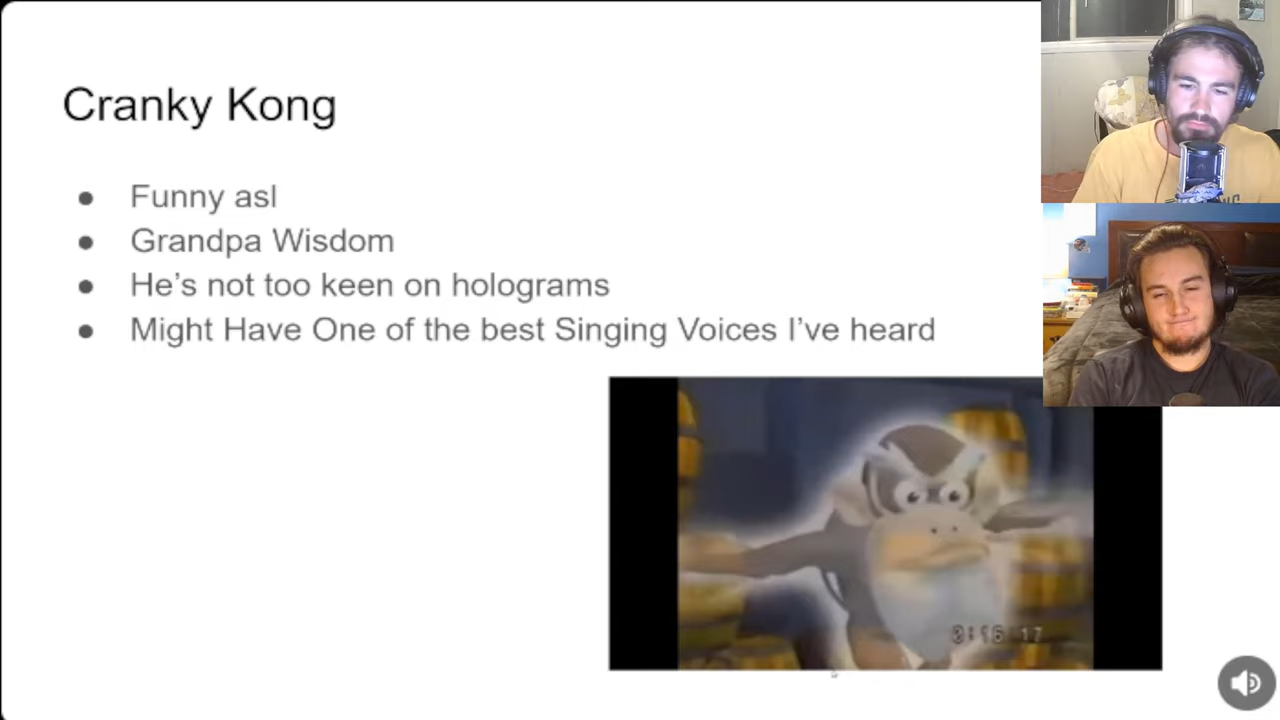 Cranky Kong
● Funny asl
● Grandpa Wisdom
● He's not too keen on holograms
● Might Have One of the best Singing Voices I've heard